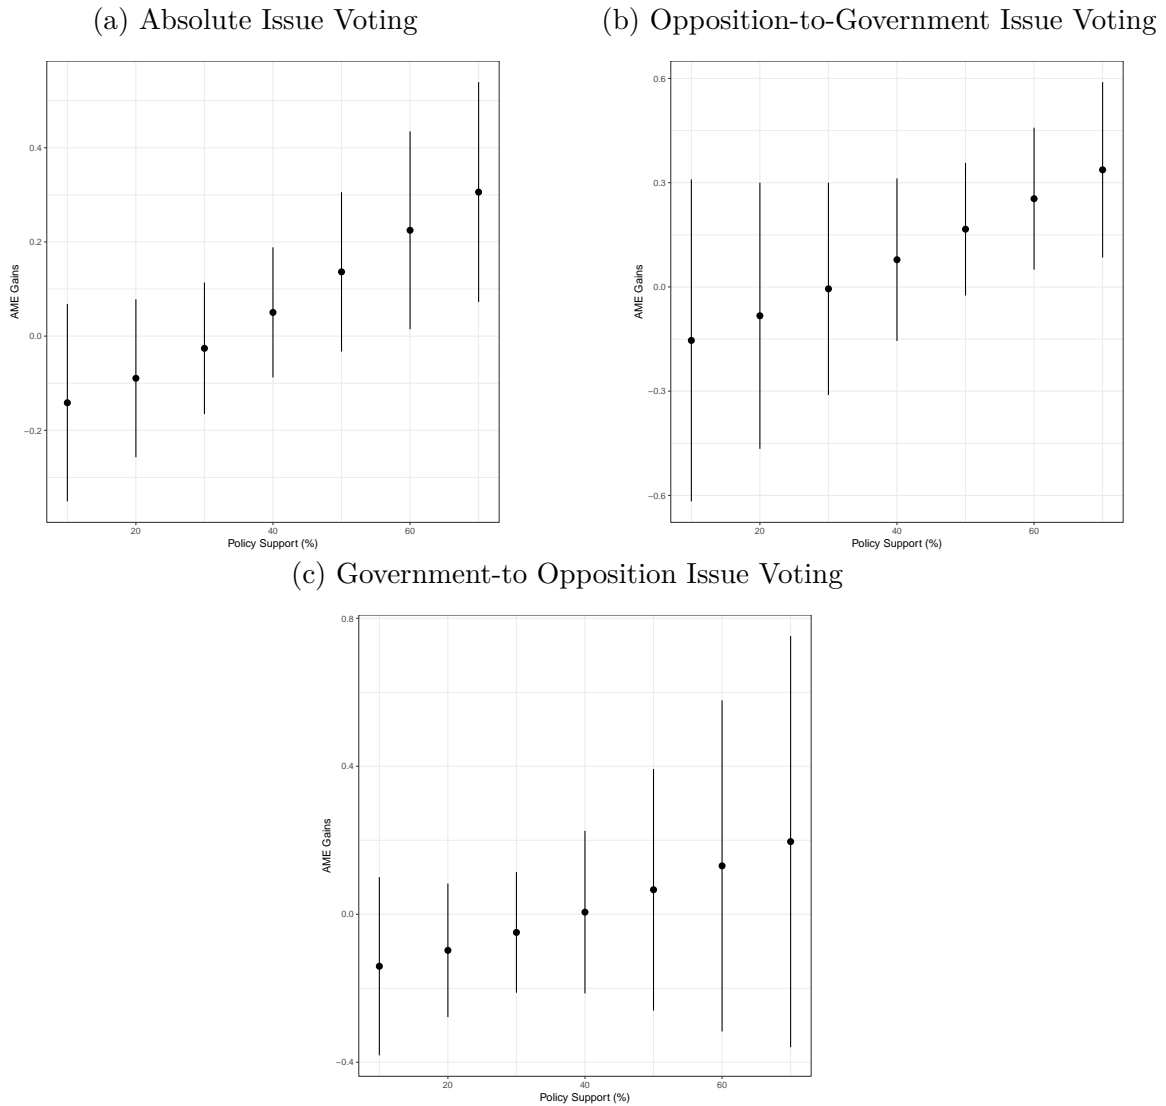 (a) Absolute Issue Voting
(b) Opposition-to-Government Issue Voting
0.4
0.2
0.0
−0.2
AME Gains
20
40
60
Policy Support (%)
0.6
0.3
0.0
−0.3
−0.6
AME Gains
20
40
60
Policy Support (%)
(c) Government-to Opposition Issue Voting
0.8
0.4
0.0
−0.4
AME Gains
20
40
60
Policy Support (%)